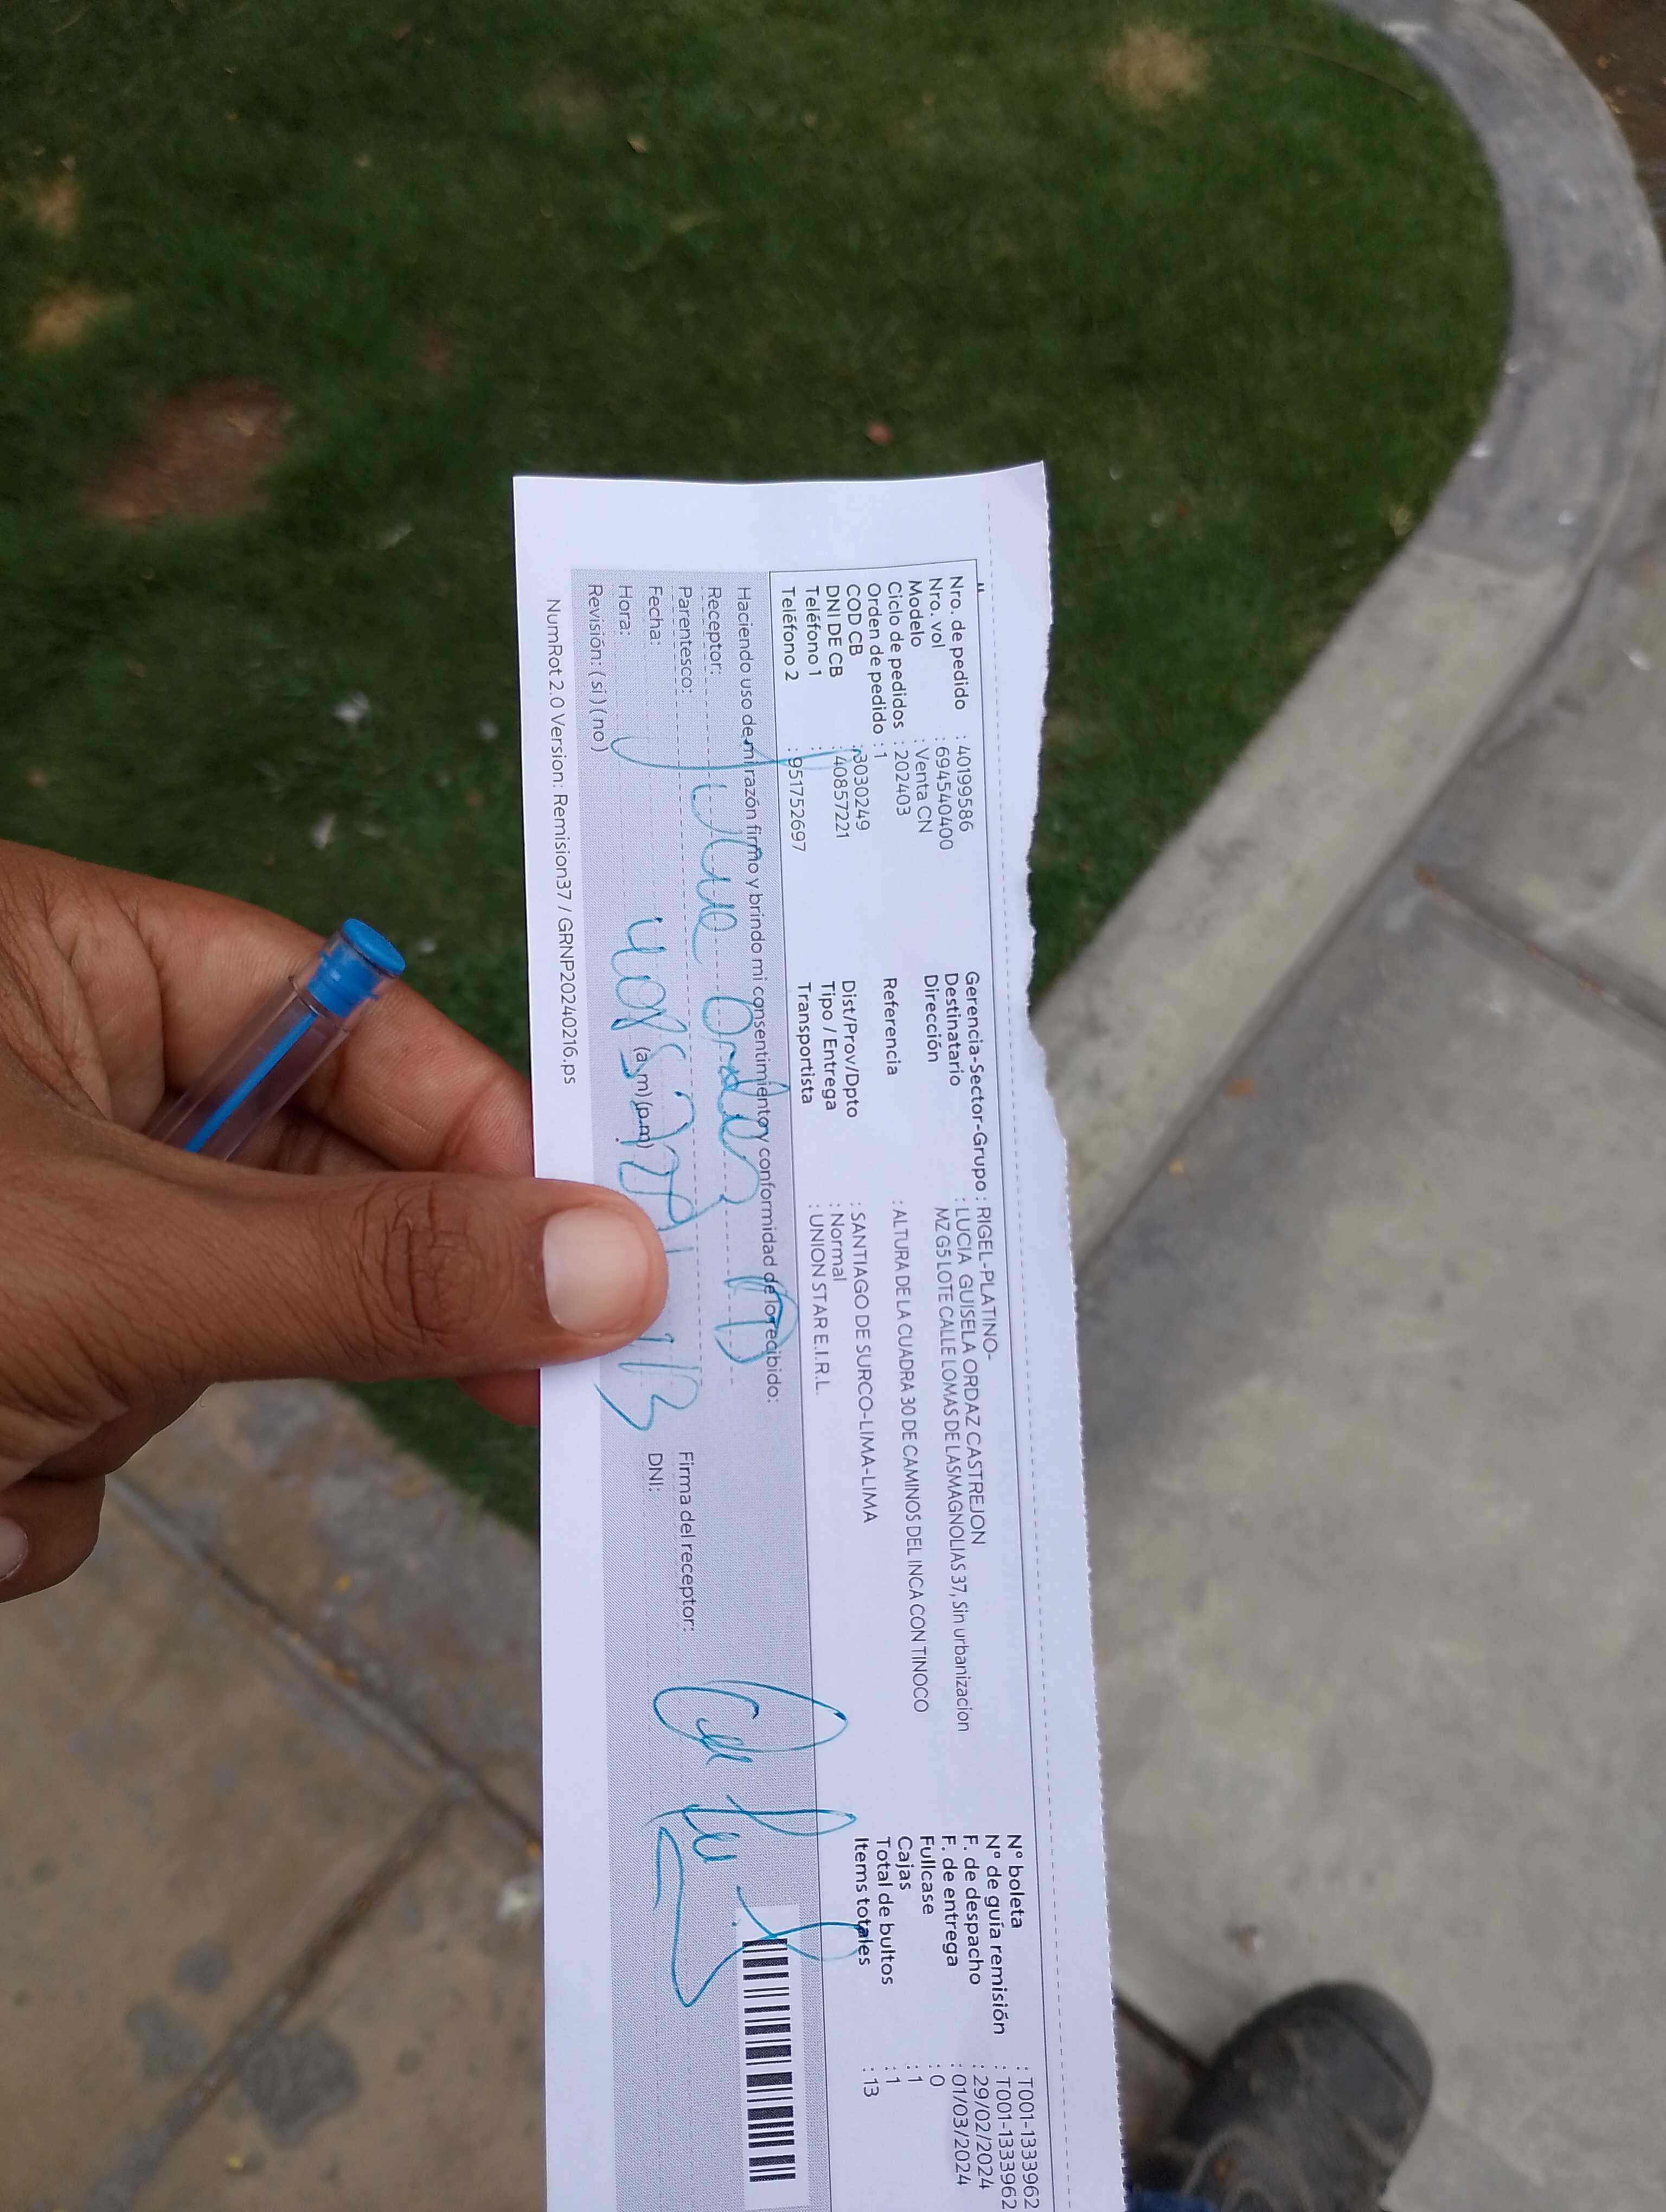 Nro. de pedido : 40199586
Nro. vol : 694540400
Modelo : Venta CN
Ciclo de pedidos : 202403
Orden de pedido : 1
COD CB : 3030249
DNI DE CB : 40857221
Teléfono 1 :
Teléfono 2 : 951752697
Gerencia-Sector-Grupo : RIGEL-PLATINO-
Destinatario : LUCIA GUISELA ORDAZ CASTREJON
Dirección MZ G5 LOTE CALLE LOMAS DE LASMAGNOLIAS 37, Sin urbanizacion
Referencia : ALTURA DE LA CUADRA 30 DE CAMINOS DEL INCA CON TINOCO
Dist/Prov/Dpto : SANTIAGO DE SURCO-LIMA-LIMA
Tipo / Entrega : Normal
Transportista : UNION STAR E.I.R.L.
N° boleta : T001-1333962
N° de guía remisión : T001-1333962
F. de despacho : 29/02/2024
F. de entrega : 01/03/2024
Fullcase : 0
Cajas : 1
Total de bultos : 1
Items totales : 13
Haciendo uso de mi razón firmo y brindo mi consentimiento y conformidad de lo recibido:
Receptor:
Parentesco:
Fecha:
Hora: (a.m) (p.m)
Revisión: ( si ) ( no )
Firma del receptor:
DNI:
NumRot 2.0 Version: Remision37 / GRNP20240216.ps